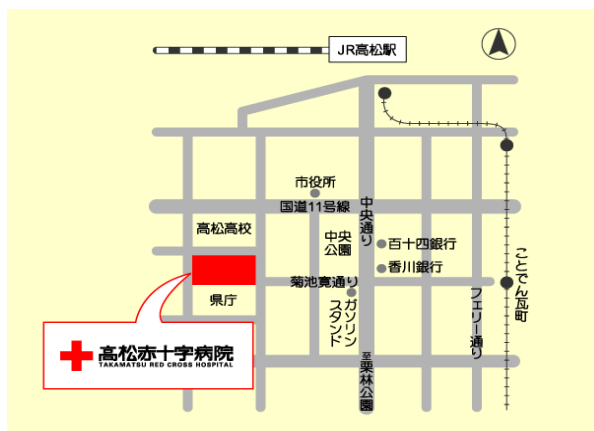 JR高松駅
市役所
国道11号線
高松高校
中央
公園
中央通り
百十四銀行
香川銀行
菊池寛通り
県庁
ガソリン
スタンド
フェリー通り
ことでん瓦町
至栗林公園
高松赤十字病院
TAKAMATSU RED CROSS HOSPITAL